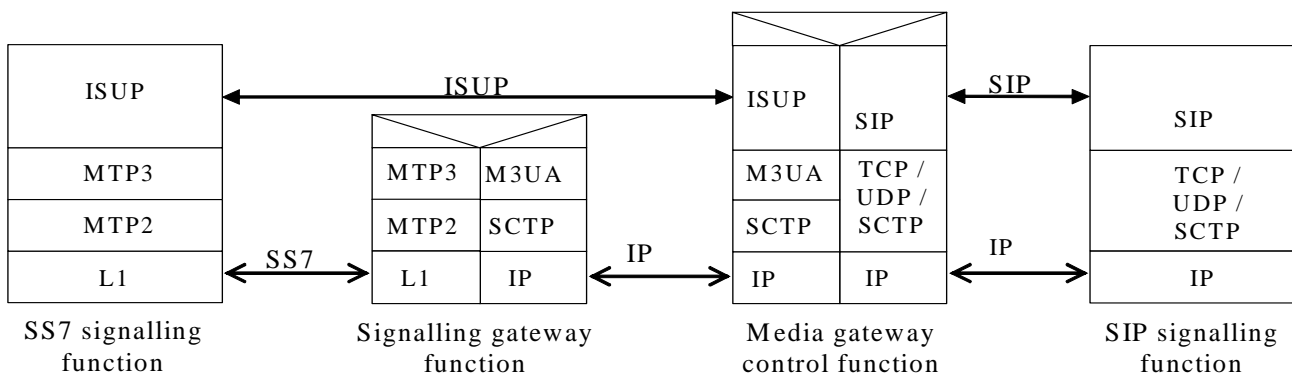 ISUP
MTP3
MTP2
L1
SS7 signalling
function
ISUP
SS7
MTP3
M3UA
MTP2
SCTP
L1
IP
Signalling gateway
function
IP
ISUP
SIP
M3UA
SCTP
TCP /
UDP /
SCTP
IP
IP
Media gateway
control function
SIP
IP
SIP
TCP /
UDP /
SCTP
IP
SIP signalling
function